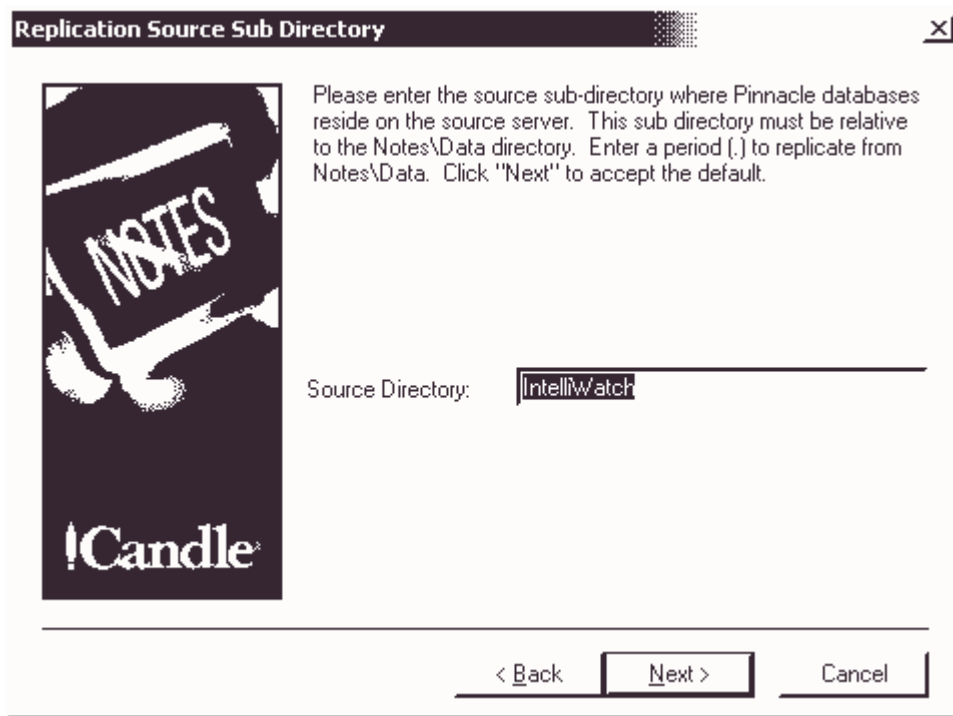 Replication Source Sub Directory
Please enter the source sub-directory where Pinnacle databases
reside on the source server. This sub directory must be relative
to the Notes\Data directory. Enter a period (.) to replicate from
Notes\Data. Click "Next" to accept the default.
NOTES
Source Directory: IntelliWatch
Candle
< Back Next > Cancel